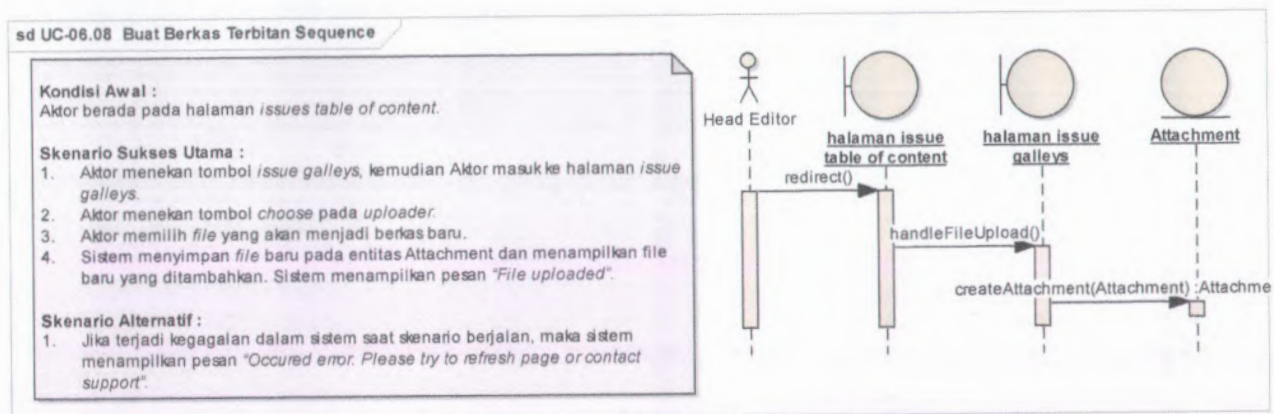 sd UC-06.08 Buat Berkas Terbitan Sequence
Kondisi Awal :
Aktor berada pada halaman issues table of content.
Skenario Sukses Utama :
1. Aktor menekan tombol issue galleys, kemudian Aktor masuk ke halaman issue
galleys.
2. Aktor menekan tombol choose pada uploader.
3. Aktor memilih file yang akan menjadi berkas baru.
4. Sistem menyimpan file baru pada entitas Attachment dan menampilkan file
baru yang ditambahkan. Sistem menampilkan pesan "File uploaded".
Skenario Alternatif :
1. Jika terjadi kegagalan dalam sistem saat skenario berjalan, maka sistem
menampilkan pesan "Occured error. Please try to refresh page or contact
support".
Head Editor
halaman issue
table of content
halaman issue
galleys
Attachment
redirect()
handleFileUpload()
createAttachment(Attachment) :Attachme